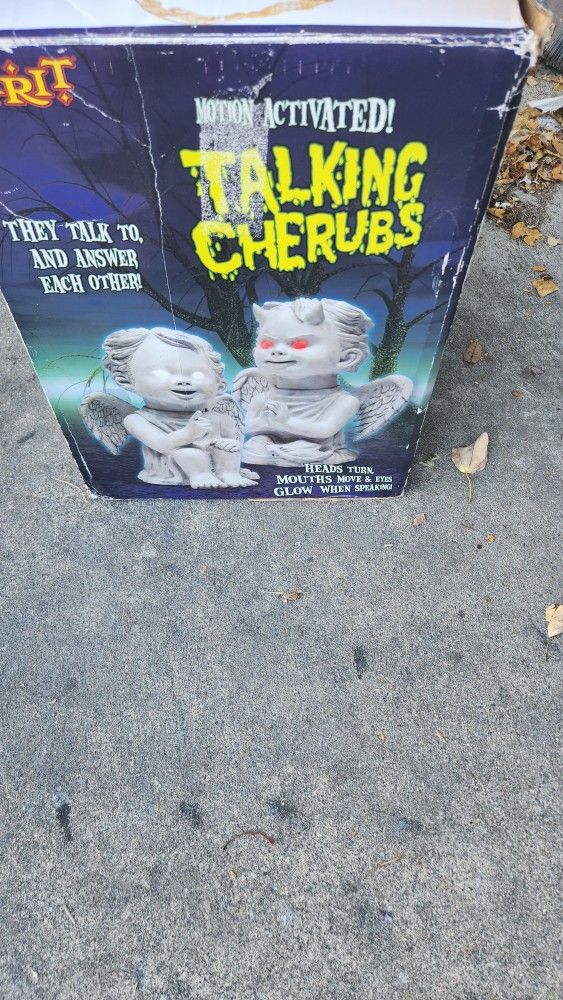 RIT
MOTION ACTIVATED!
TALKING
CHERUBS
THEY TALK TO,
AND ANSWER
EACH OTHER!
HEADS TURN,
MOUTHS MOVE & EYES
GLOW WHEN SPEAKING!